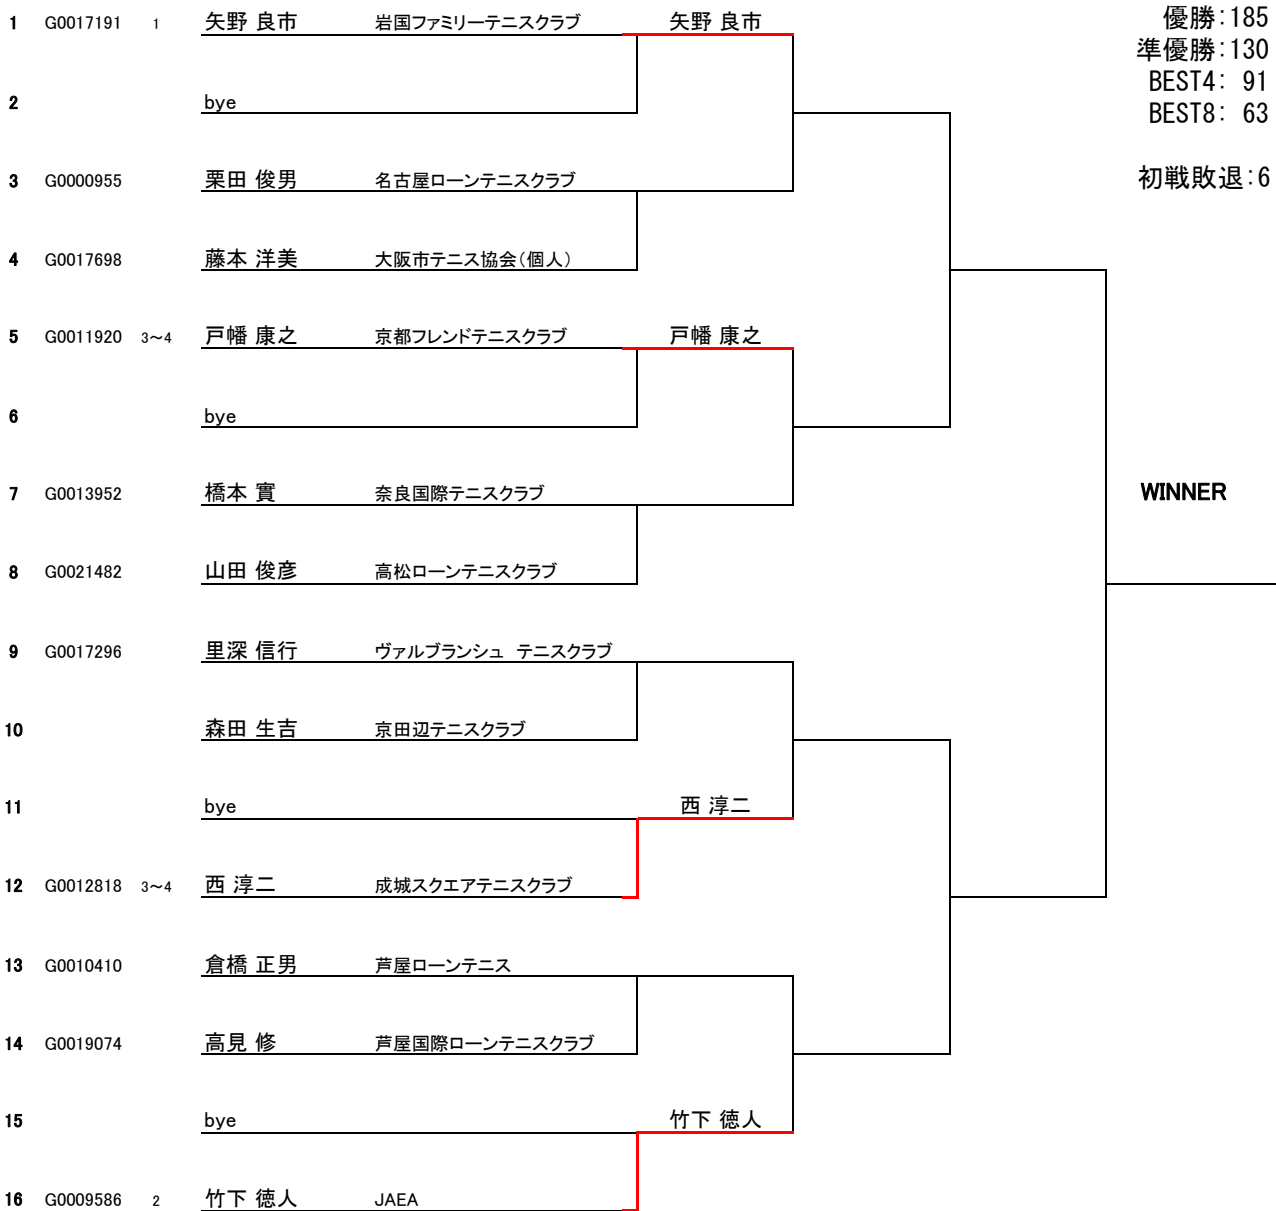 1 G0017191 1 矢野 良市 岩国ファミリーテニスクラブ 矢野 良市 優勝:185
準優勝:130
BEST4: 91
2 bye BEST8: 63
3 G0000955 栗田 俊男 名古屋ローンテニスクラブ 初戦敗退:6
4 G0017698 藤本 洋美 大阪市テニス協会(個人)
5 G0011920 3~4 戸幡 康之 京都フレンドテニスクラブ 戸幡 康之
6 bye
7 G0013952 橋本 實 奈良国際テニスクラブ WINNER
8 G0021482 山田 俊彦 高松ローンテニスクラブ
9 G0017296 里深 信行 ヴァルブランシュ テニスクラブ
10 森田 生吉 京田辺テニスクラブ
11 bye 西 淳二
12 G0012818 3~4 西 淳二 成城スクエアテニスクラブ
13 G0010410 倉橋 正男 芦屋ローンテニス
14 G0019074 高見 修 芦屋国際ローンテニスクラブ
15 bye 竹下 徳人
16 G0009586 2 竹下 徳人 JAEA